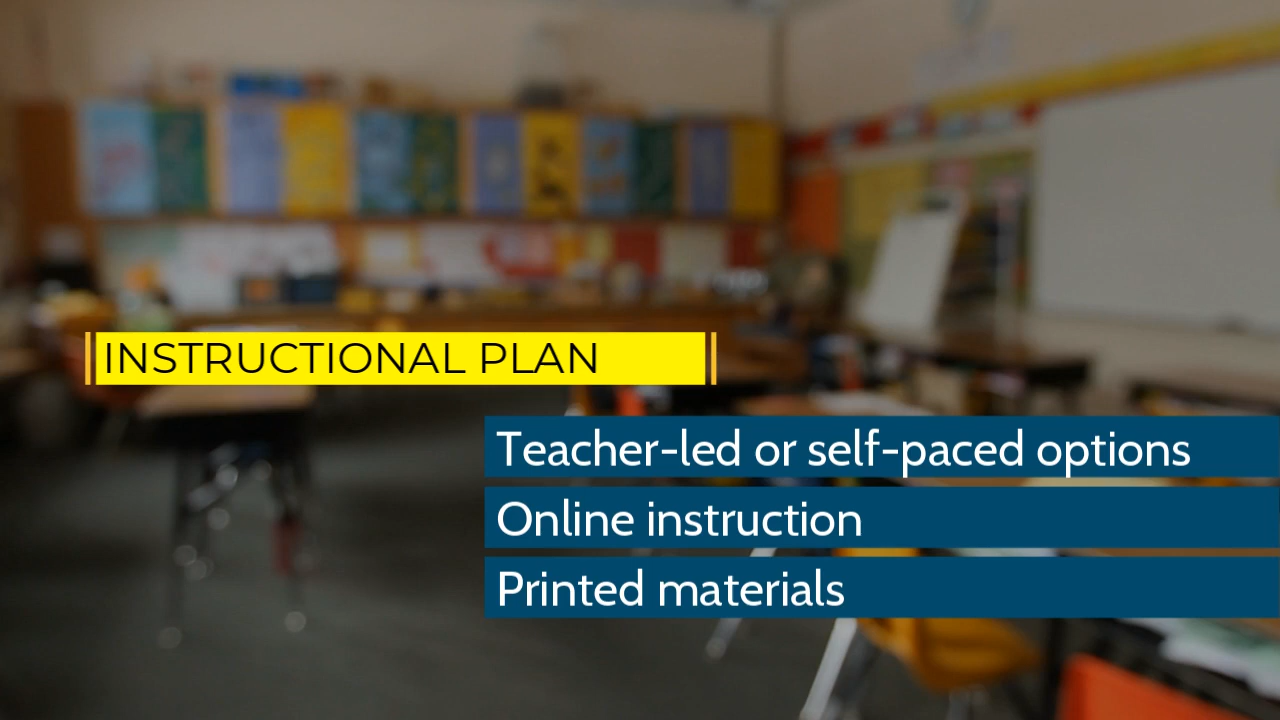 INSTRUCTIONAL PLAN
Teacher-led or self-paced options
Online instruction
Printed materials